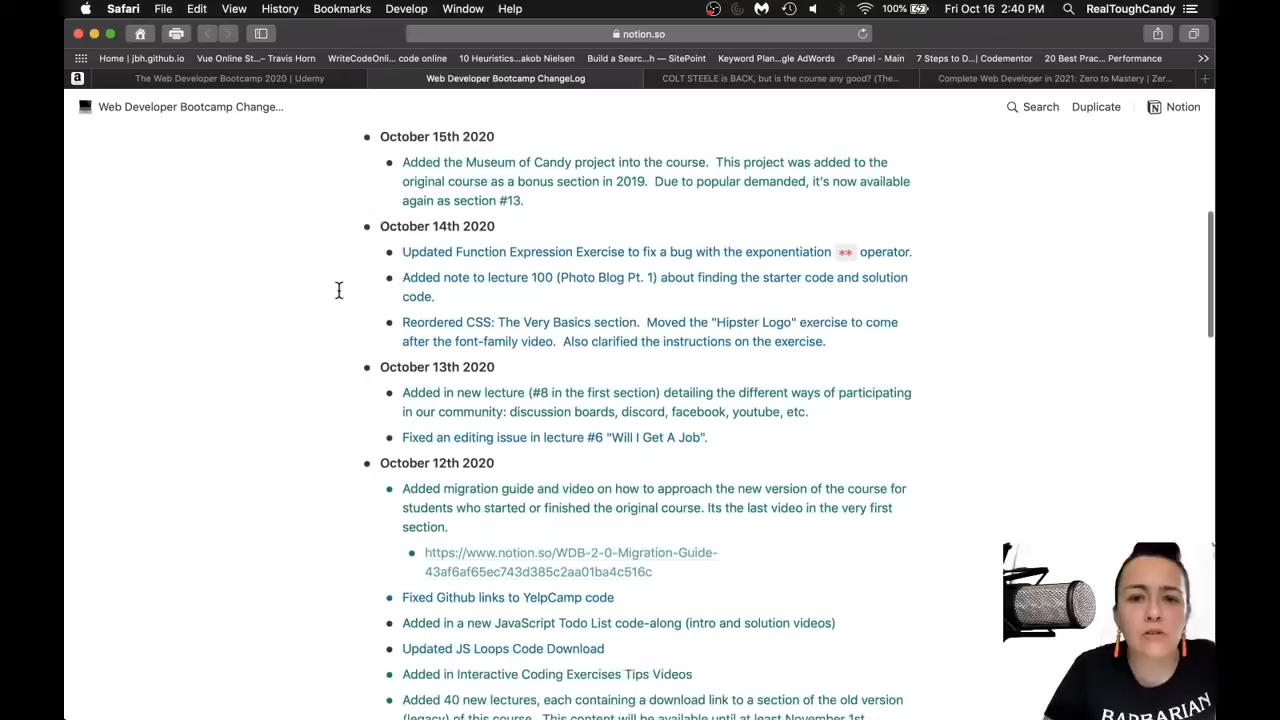 Safari File Edit View History Bookmarks Develop Window Help 100% Fri Oct 16 2:40 PM RealToughCandy
notion.so
Home | jbh.github.io Vue Online St...– Travis Horn WriteCodeOnli... code online 10 Heuristics...akob Nielsen Build a Searc...h — SitePoint Keyword Plan...gle AdWords cPanel - Main 7 Steps to D...| Codementor 20 Best Prac... Performance >>
a The Web Developer Bootcamp 2020 | Udemy Web Developer Bootcamp ChangeLog COLT STEELE is BACK, but is the course any good? (The... Complete Web Developer in 2021: Zero to Mastery | Zer... +
Web Developer Bootcamp Change... Search Duplicate Notion
October 15th 2020
Added the Museum of Candy project into the course. This project was added to the
original course as a bonus section in 2019. Due to popular demanded, it's now available
again as section #13.
October 14th 2020
Updated Function Expression Exercise to fix a bug with the exponentiation ** operator.
Added note to lecture 100 (Photo Blog Pt. 1) about finding the starter code and solution
code.
Reordered CSS: The Very Basics section. Moved the "Hipster Logo" exercise to come
after the font-family video. Also clarified the instructions on the exercise.
October 13th 2020
Added in new lecture (#8 in the first section) detailing the different ways of participating
in our community: discussion boards, discord, facebook, youtube, etc.
Fixed an editing issue in lecture #6 "Will I Get A Job".
October 12th 2020
Added migration guide and video on how to approach the new version of the course for
students who started or finished the original course. Its the last video in the very first
section.
https://www.notion.so/WDB-2-0-Migration-Guide-
43af6af65ec743d385c2aa01ba4c516c
Fixed Github links to YelpCamp code
Added in a new JavaScript Todo List code-along (intro and solution videos)
Updated JS Loops Code Download
Added in Interactive Coding Exercises Tips Videos
Added 40 new lectures, each containing a download link to a section of the old version
(legacy) of this course. This content will be available until at least November 1st
BARBARIAN